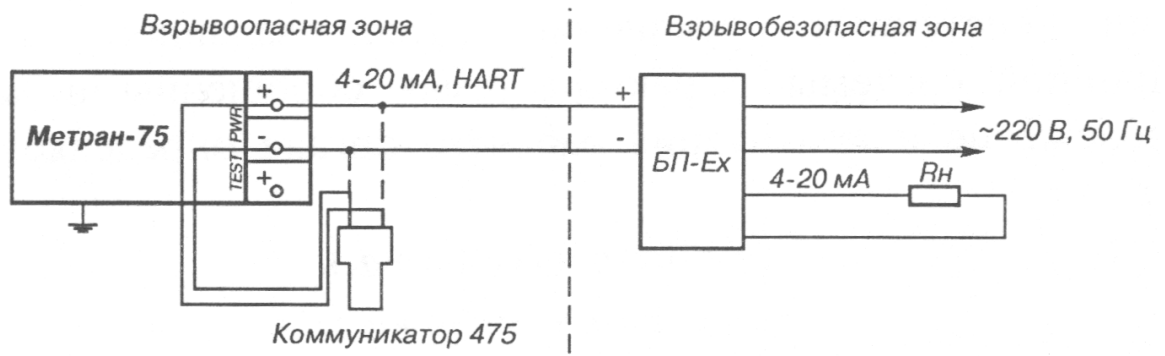 Взрывоопасная зона
Взрывобезопасная зона
4-20 мА, HART
Метран-75
+
-
+
PWR
TEST
+
-
БП-Ех
~220 В, 50 Гц
4-20 мА
Rн
Коммуникатор 475